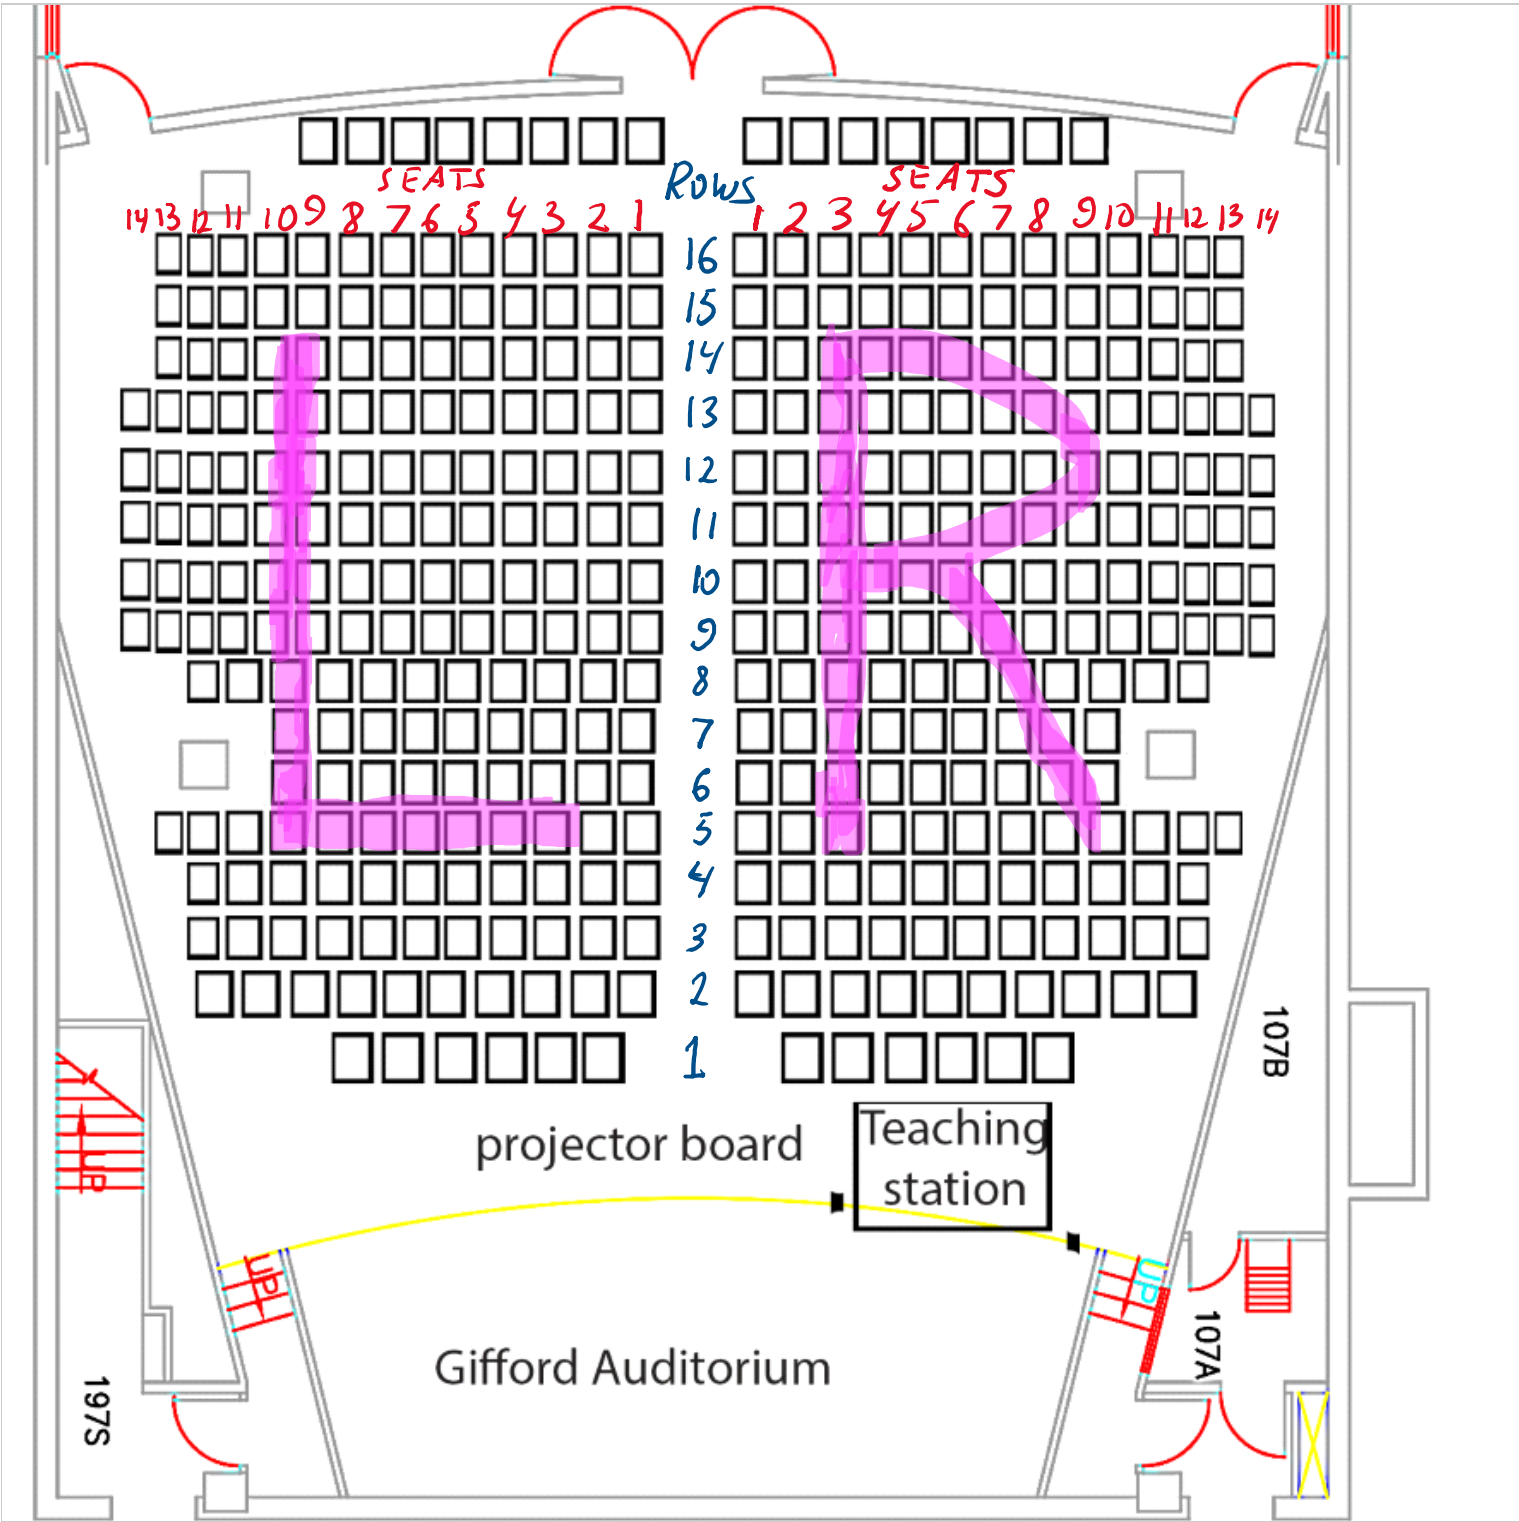 SEATS ROWS SEATS
14 13 12 11 10 9 8 7 6 5 4 3 2 1 1 2 3 4 5 6 7 8 9 10 11 12 13 14
16
15
14
13
12
11
10
9
8
7
6
5
4
3
2
1
L R
projector board
Teaching
station
Gifford Auditorium
UP
UP
UP
107B
107A
197S